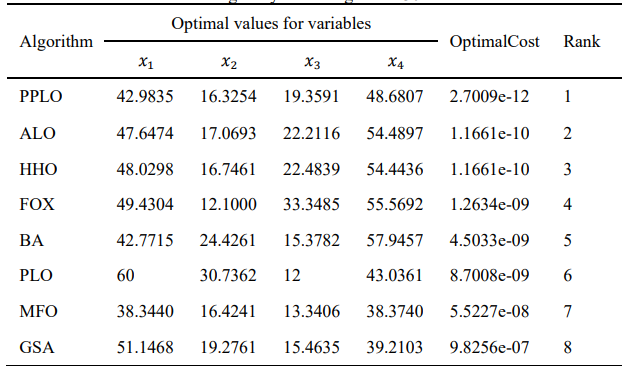 Algorithm Optimal values for variables OptimalCost Rank
x₁ x₂ x₃ x₄
PPLO 42.9835 16.3254 19.3591 48.6807 2.7009e-12 1
ALO 47.6474 17.0693 22.2116 54.4897 1.1661e-10 2
HHO 48.0298 16.7461 22.4839 54.4436 1.1661e-10 3
FOX 49.4304 12.1000 33.3485 55.5692 1.2634e-09 4
BA 42.7715 24.4261 15.3782 57.9457 4.5033e-09 5
PLO 60 30.7362 12 43.0361 8.7008e-09 6
MFO 38.3440 16.4241 13.3406 38.3740 5.5227e-08 7
GSA 51.1468 19.2761 15.4635 39.2103 9.8256e-07 8